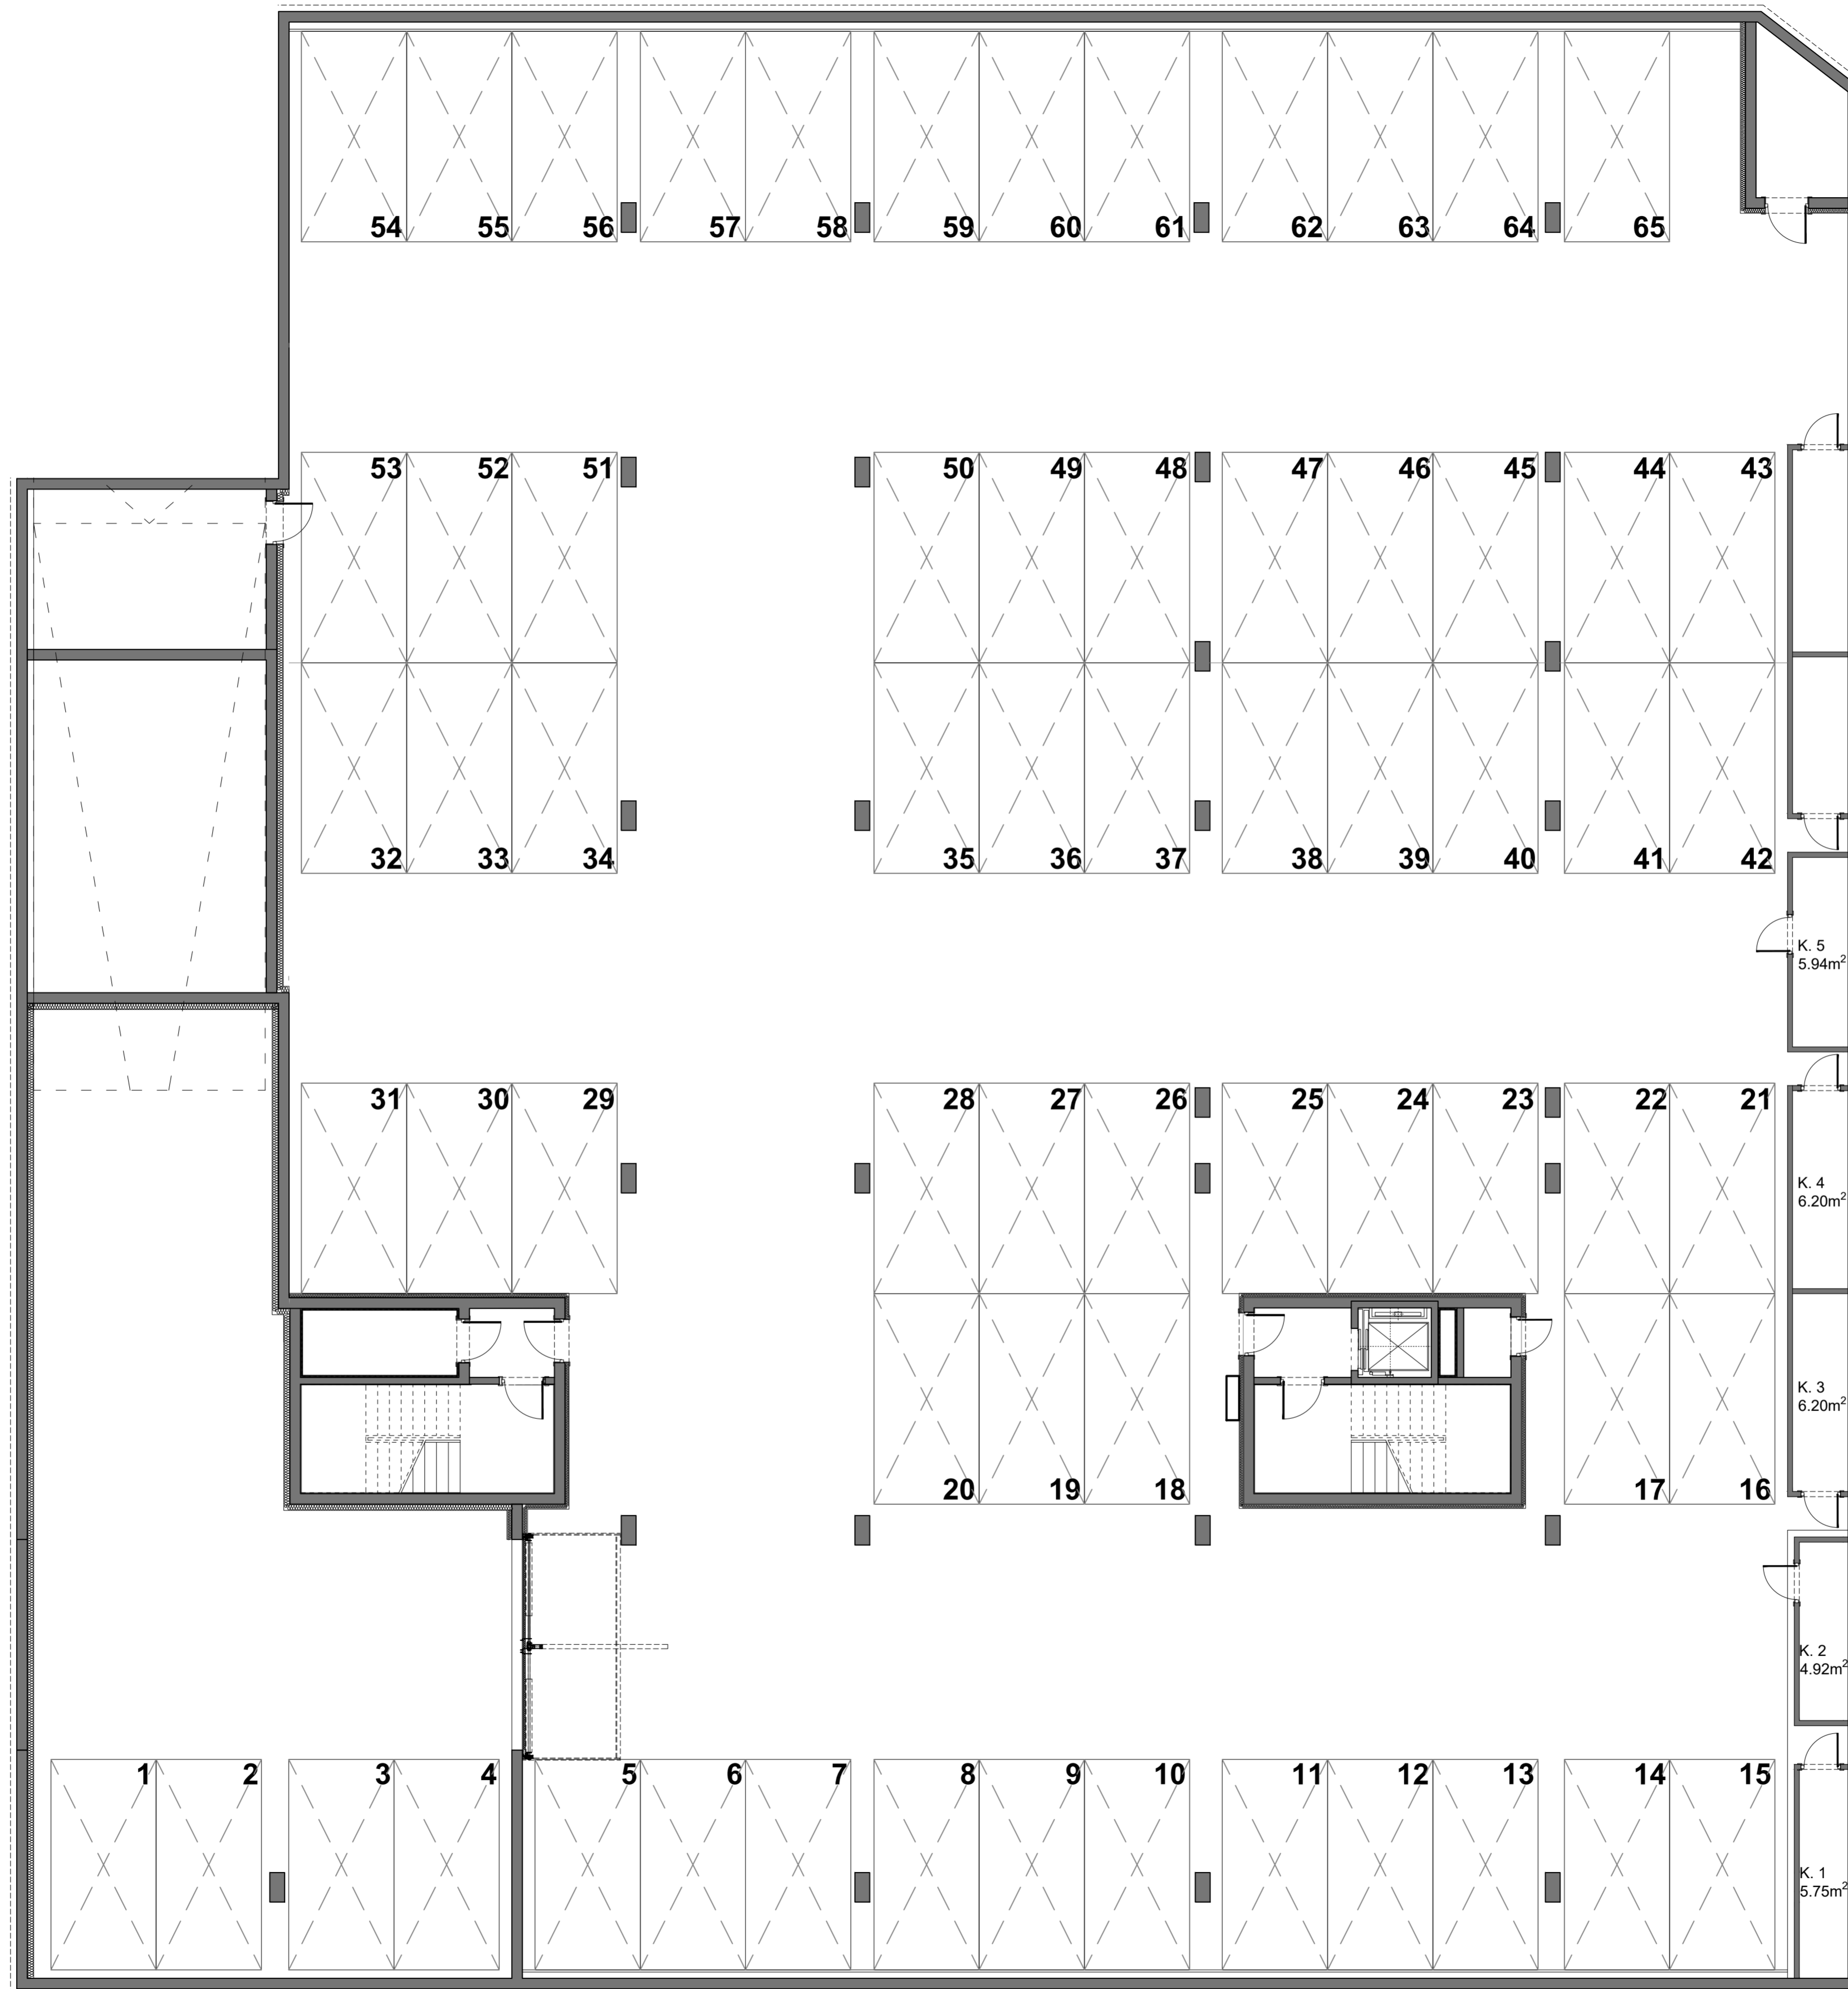 54 55 56 57 58 59 60 61 62 63 64 65
53 52 51 50 49 48 47 46 45 44 43
32 33 34 35 36 37 38 39 40 41 42
K. 5
5.94m²
31 30 29 28 27 26 25 24 23 22 21
K. 4
6.20m²
K. 3
6.20m²
20 19 18 17 16
K. 2
4.92m²
1 2 3 4 5 6 7 8 9 10 11 12 13 14 15
K. 1
5.75m²